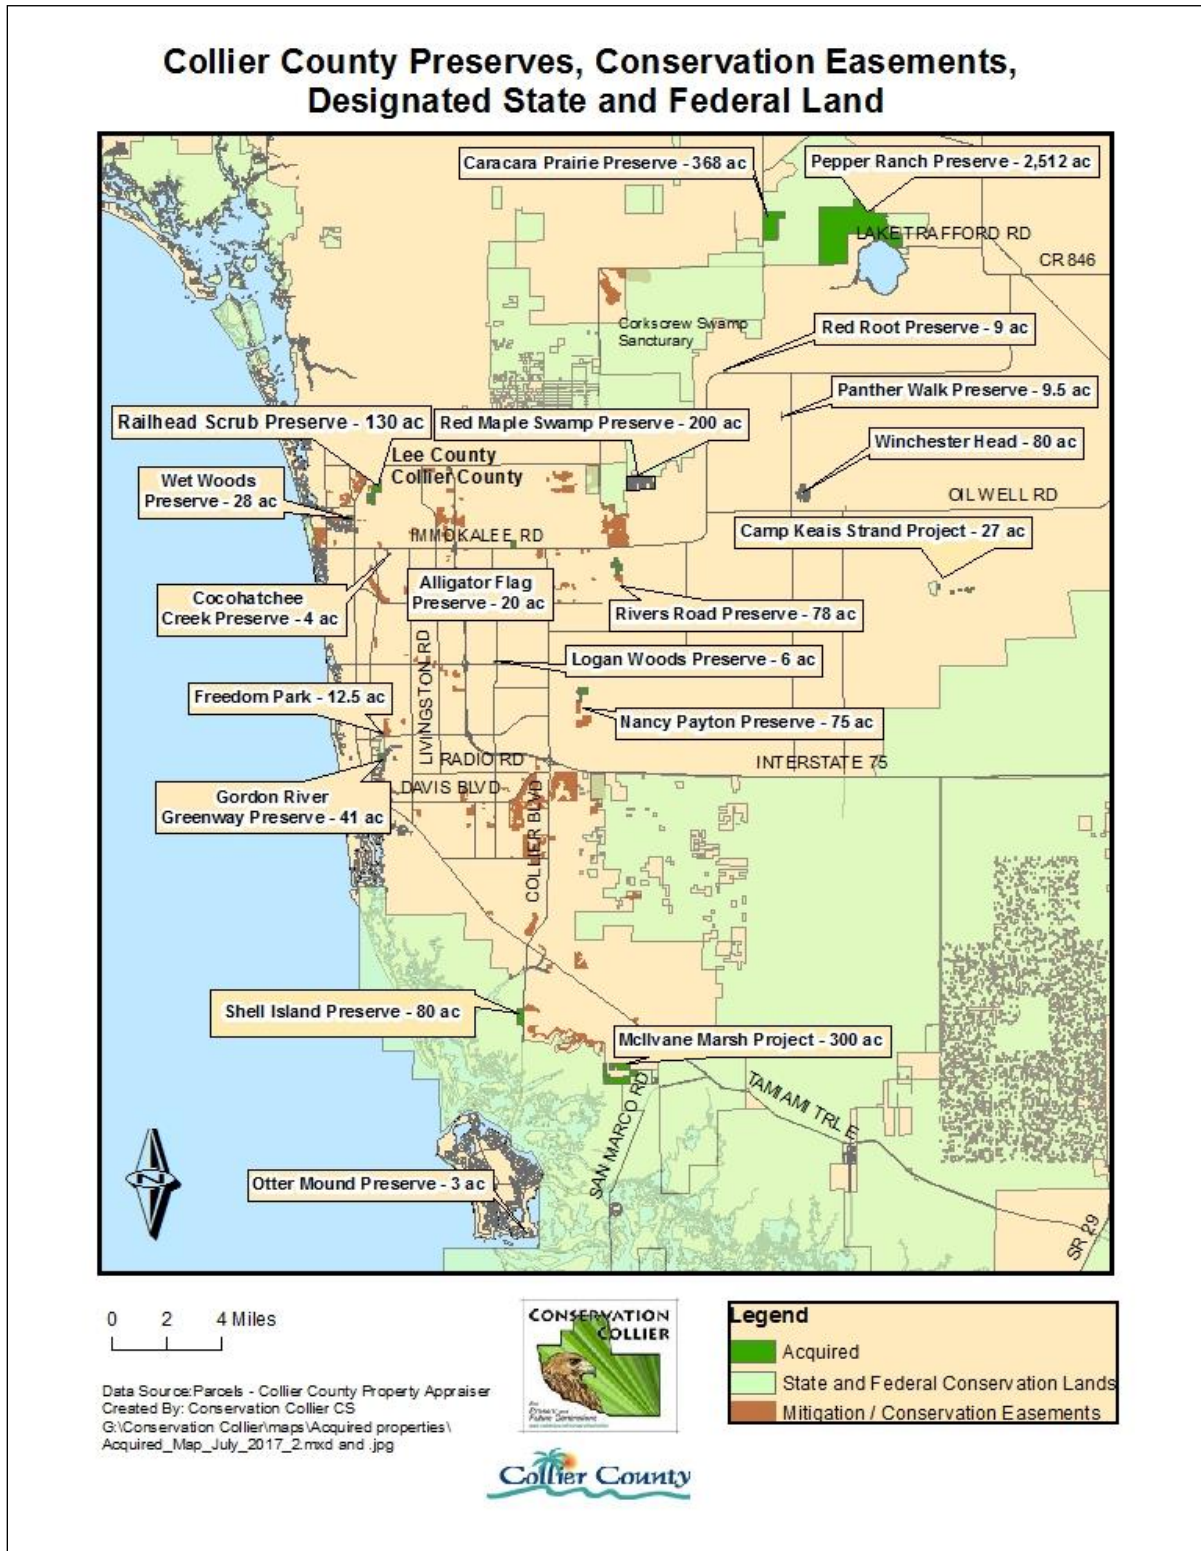 Collier County Preserves, Conservation Easements,
Designated State and Federal Land
Caracara Prairie Preserve - 368 ac
Pepper Ranch Preserve - 2,512 ac
LAKE TRAFFORD RD
CR 846
Corkscrew Swamp
Sancturary
Red Root Preserve - 9 ac
Panther Walk Preserve - 9.5 ac
Railhead Scrub Preserve - 130 ac
Red Maple Swamp Preserve - 200 ac
Winchester Head - 80 ac
Lee County
Collier County
Wet Woods
Preserve - 28 ac
OIL WELL RD
IMMOKALEE RD
Camp Keais Strand Project - 27 ac
Alligator Flag
Preserve - 20 ac
Cocohatchee
Creek Preserve - 4 ac
Rivers Road Preserve - 78 ac
LIVINGSTON RD
Logan Woods Preserve - 6 ac
Freedom Park - 12.5 ac
Nancy Payton Preserve - 75 ac
RADIO RD
INTERSTATE 75
DAVIS BLVD
Gordon River
Greenway Preserve - 41 ac
COLLIER BLVD
Shell Island Preserve - 80 ac
McIlvane Marsh Project - 300 ac
SAN MARCO RD
TAMIAMI TRL E
Otter Mound Preserve - 3 ac
SR 29
N
0 2 4 Miles
Data Source:Parcels - Collier County Property Appraiser
Created By: Conservation Collier CS
G:\Conservation Collier\maps\Acquired properties\
Acquired_Map_July_2017_2.mxd and .jpg
CONSERVATION
COLLIER
Future Generations
Collier County
Legend
Acquired
State and Federal Conservation Lands
Mitigation / Conservation Easements